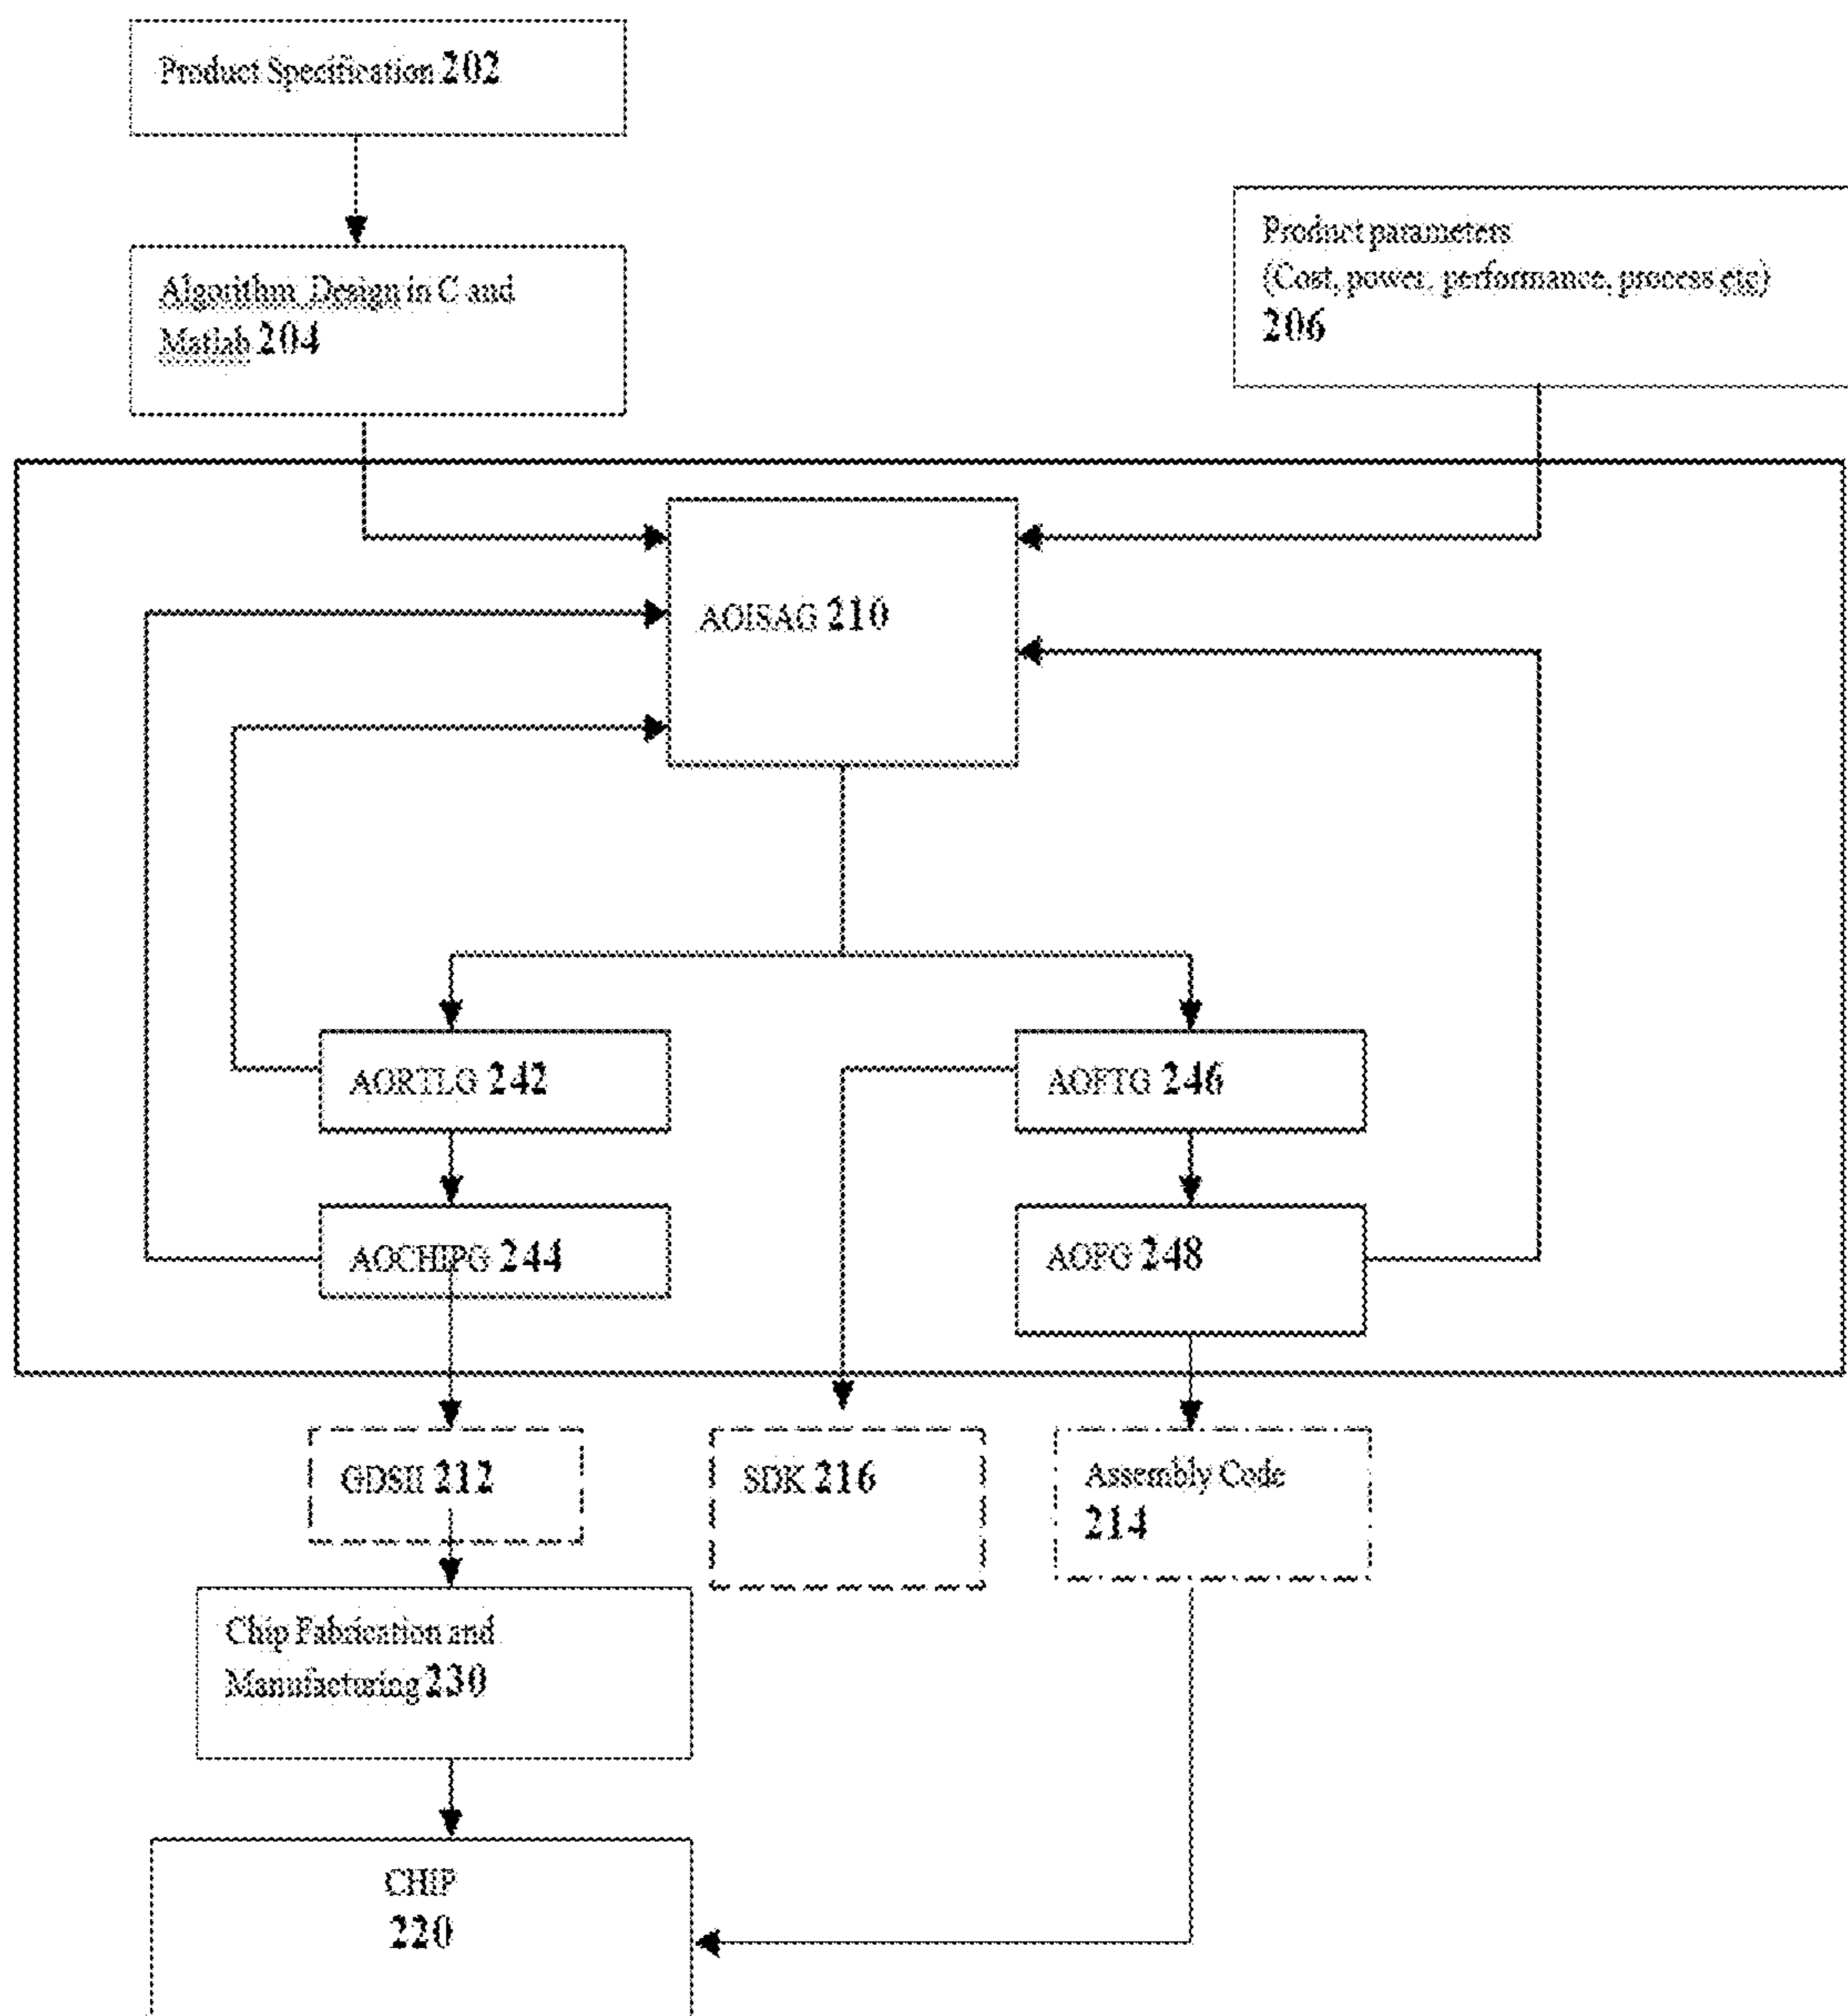 Product Specification 202
Product parameters
(Cost, power, performance, process etc)
206
Algorithm Design in C and
Matlab 204
AOISAG 210
AORTLG 242
AOFTG 246
AOCHIPG 244
AOFG 248
GDSII 212
SDK 216
Assembly Code
214
Chip Fabrication and
Manufacturing 230
CHIP
220